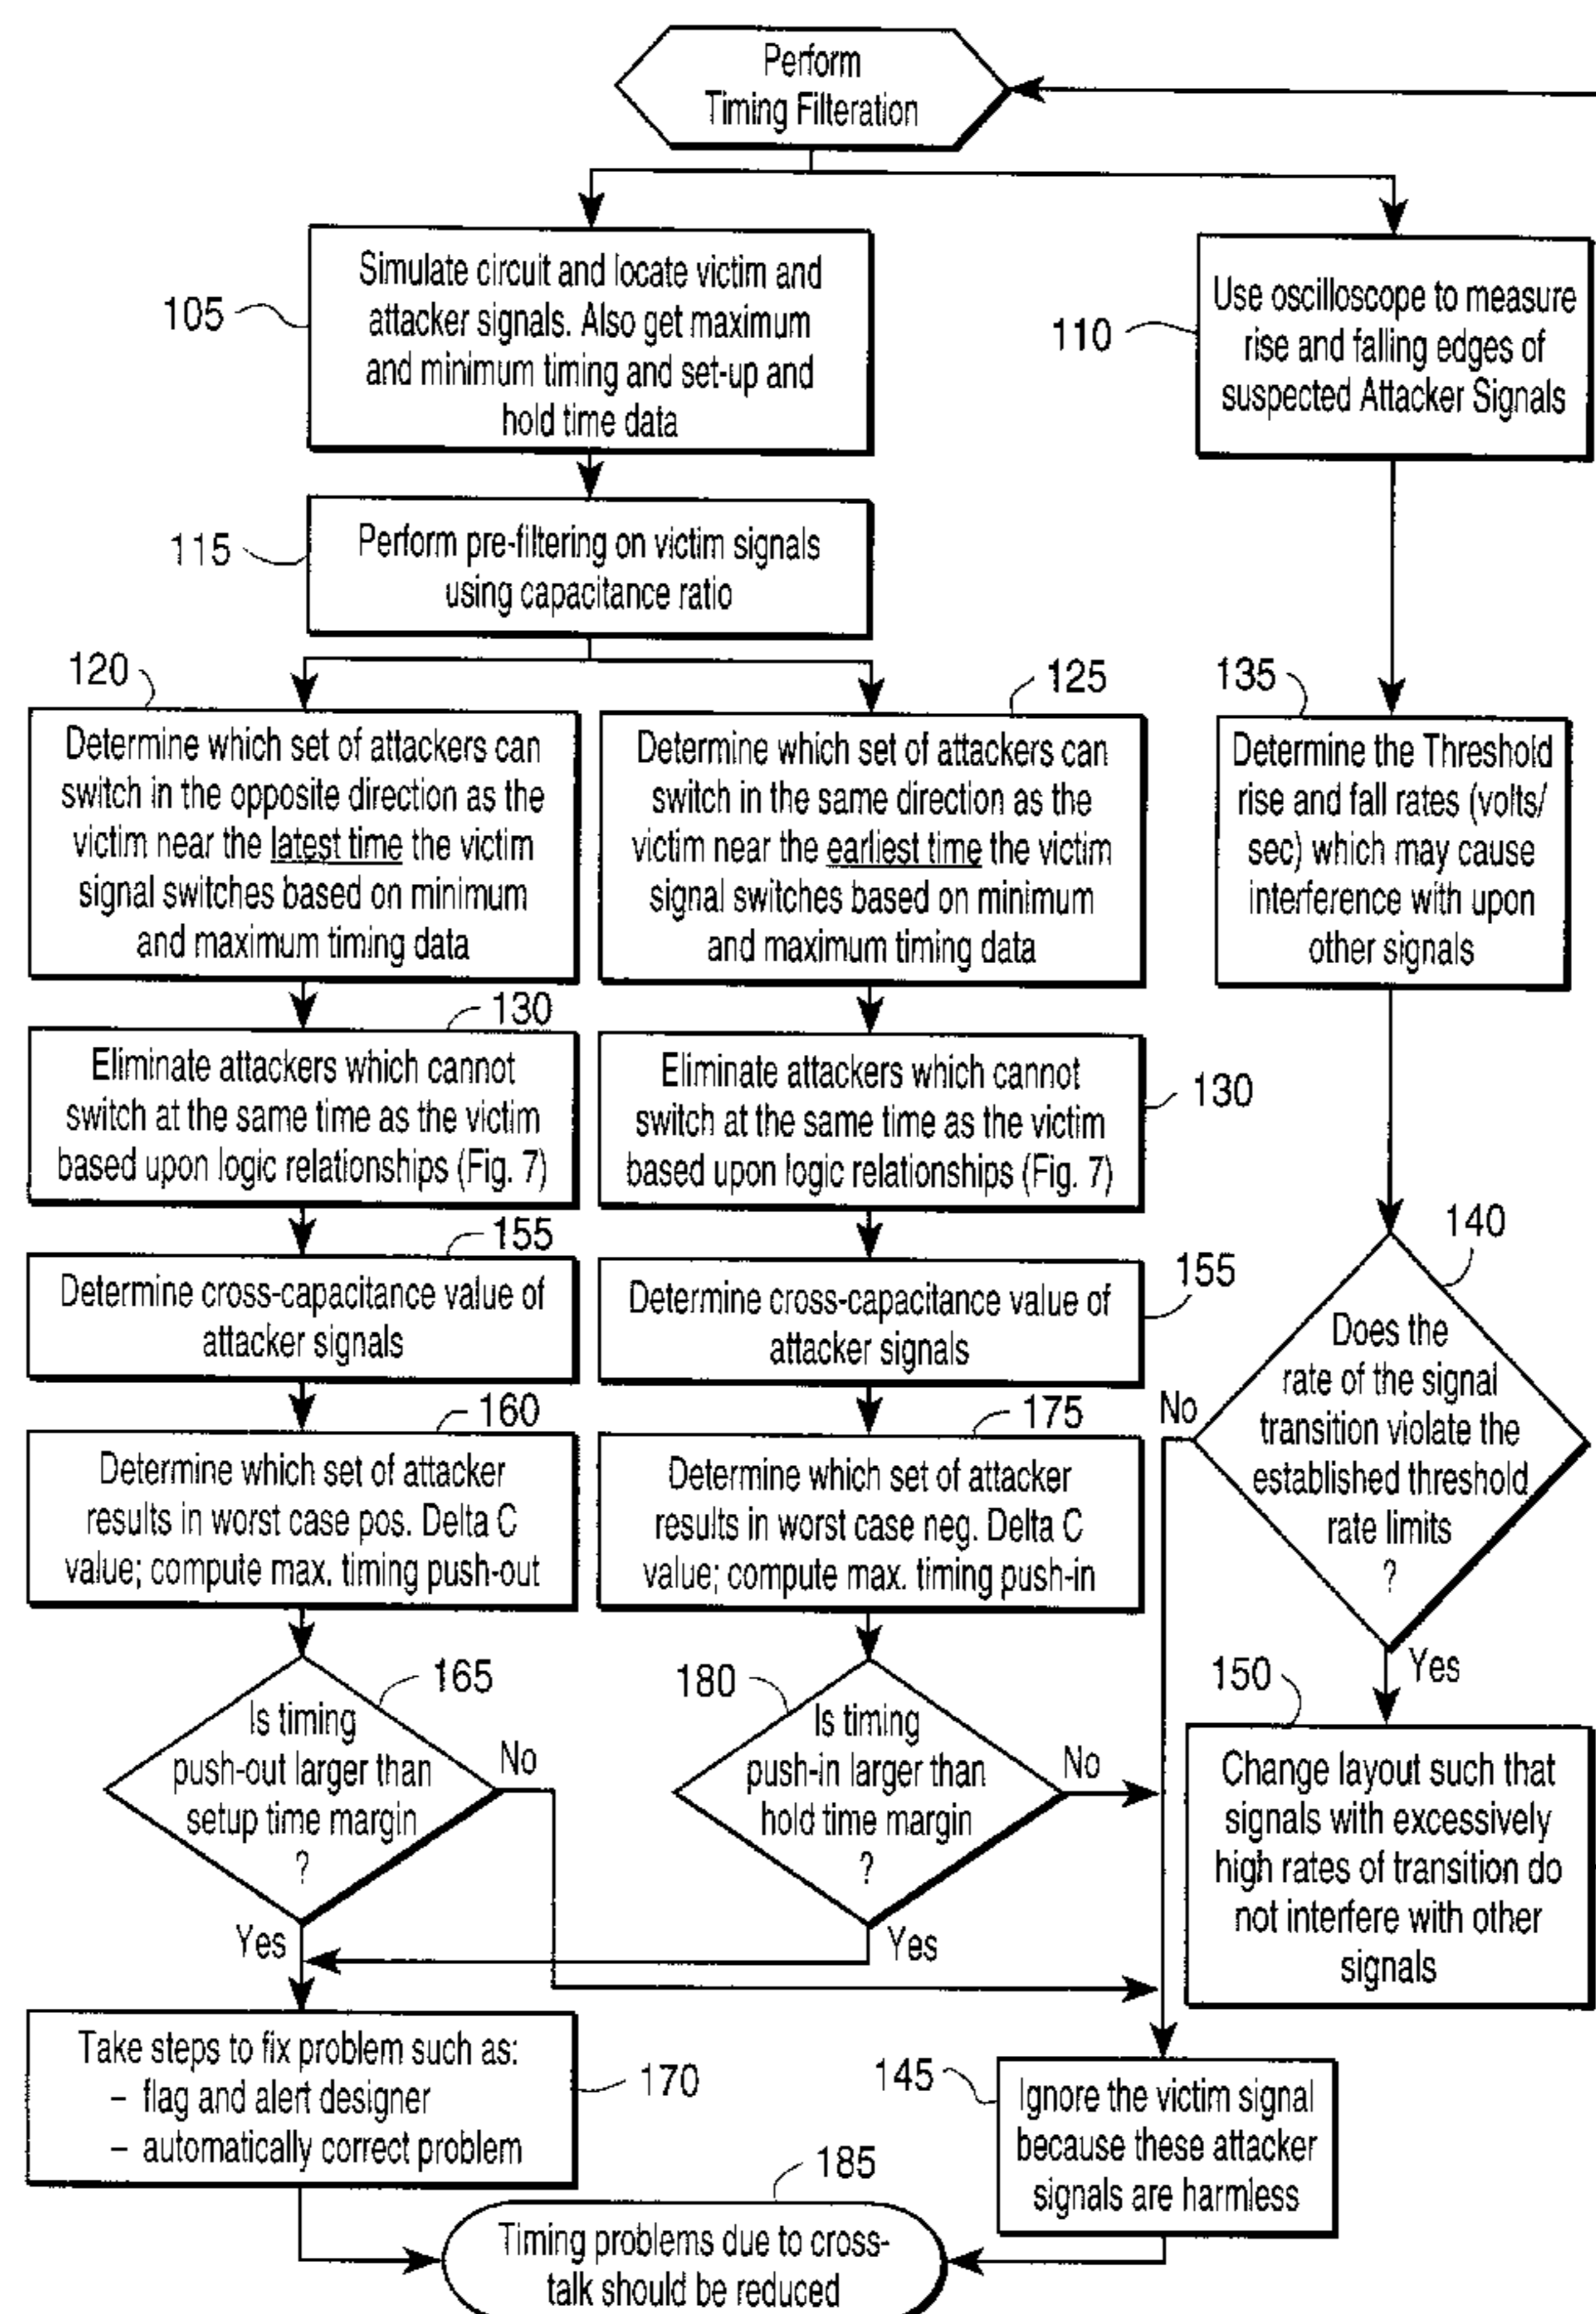 Perform
Timing Filteration
105
Simulate circuit and locate victim and
attacker signals. Also get maximum
and minimum timing and set-up and
hold time data
110
Use oscilloscope to measure
rise and falling edges of
suspected Attacker Signals
115
Perform pre-filtering on victim signals
using capacitance ratio
120
Determine which set of attackers can
switch in the opposite direction as the
victim near the latest time the victim
signal switches based on minimum
and maximum timing data
125
Determine which set of attackers can
switch in the same direction as the
victim near the earliest time the victim
signal switches based on minimum
and maximum timing data
135
Determine the Threshold
rise and fall rates (volts/
sec) which may cause
interference with upon
other signals
130
Eliminate attackers which cannot
switch at the same time as the victim
based upon logic relationships (Fig. 7)
130
Eliminate attackers which cannot
switch at the same time as the victim
based upon logic relationships (Fig. 7)
155
Determine cross-capacitance value of
attacker signals
155
Determine cross-capacitance value of
attacker signals
140
Does the
rate of the signal
transition violate the
established threshold
rate limits
?
No
Yes
160
Determine which set of attacker
results in worst case pos. Delta C
value; compute max. timing push-out
175
Determine which set of attacker
results in worst case neg. Delta C
value; compute max. timing push-in
165
Is timing
push-out larger than
setup time margin
?
No
Yes
180
Is timing
push-in larger than
hold time margin
?
No
Yes
150
Change layout such that
signals with excessively
high rates of transition do
not interfere with other
signals
170
Take steps to fix problem such as:
– flag and alert designer
– automatically correct problem
145
Ignore the victim signal
because these attacker
signals are harmless
185
Timing problems due to cross-
talk should be reduced